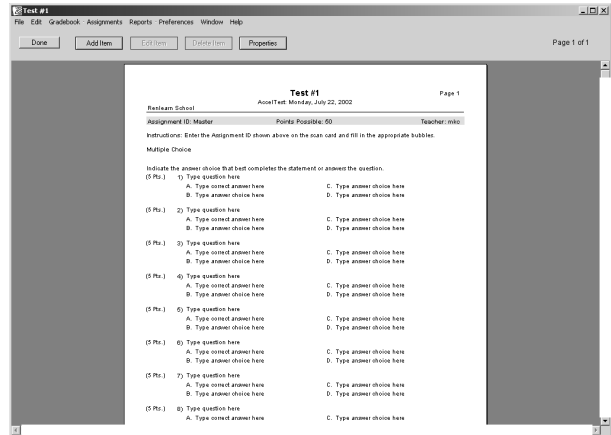 Test #1
File Edit Gradebook Assignments Reports Preferences Window Help
Done Add Item Edit Item Delete Item Properties Page 1 of 1
Test #1 Page 1
AccelTest: Monday, July 22, 2002
Renlearn School
Assignment ID: Master Points Possible: 60 Teacher: mko
Instructions: Enter the Assignment ID shown above on the scan card and fill in the appropriate bubbles.
Multiple Choice
Indicate the answer choice that best completes the statement or answers the question.
(5 Pts.) 1) Type question here
A. Type correct answer here C. Type answer choice here
B. Type answer choice here D. Type answer choice here
(5 Pts.) 2) Type question here
A. Type correct answer here C. Type answer choice here
B. Type answer choice here D. Type answer choice here
(5 Pts.) 3) Type question here
A. Type correct answer here C. Type answer choice here
B. Type answer choice here D. Type answer choice here
(5 Pts.) 4) Type question here
A. Type correct answer here C. Type answer choice here
B. Type answer choice here D. Type answer choice here
(5 Pts.) 5) Type question here
A. Type correct answer here C. Type answer choice here
B. Type answer choice here D. Type answer choice here
(5 Pts.) 6) Type question here
A. Type correct answer here C. Type answer choice here
B. Type answer choice here D. Type answer choice here
(5 Pts.) 7) Type question here
A. Type correct answer here C. Type answer choice here
B. Type answer choice here D. Type answer choice here
(5 Pts.) 8) Type question here
A. Type correct answer here C. Type answer choice here